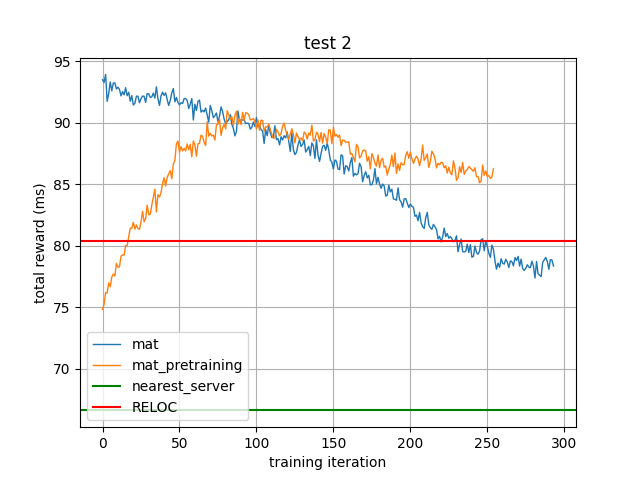 test 2
total reward (ms)
95
90
85
80
75
70
mat
mat_pretraining
nearest_server
RELOC
0 50 100 150 200 250 300
training iteration